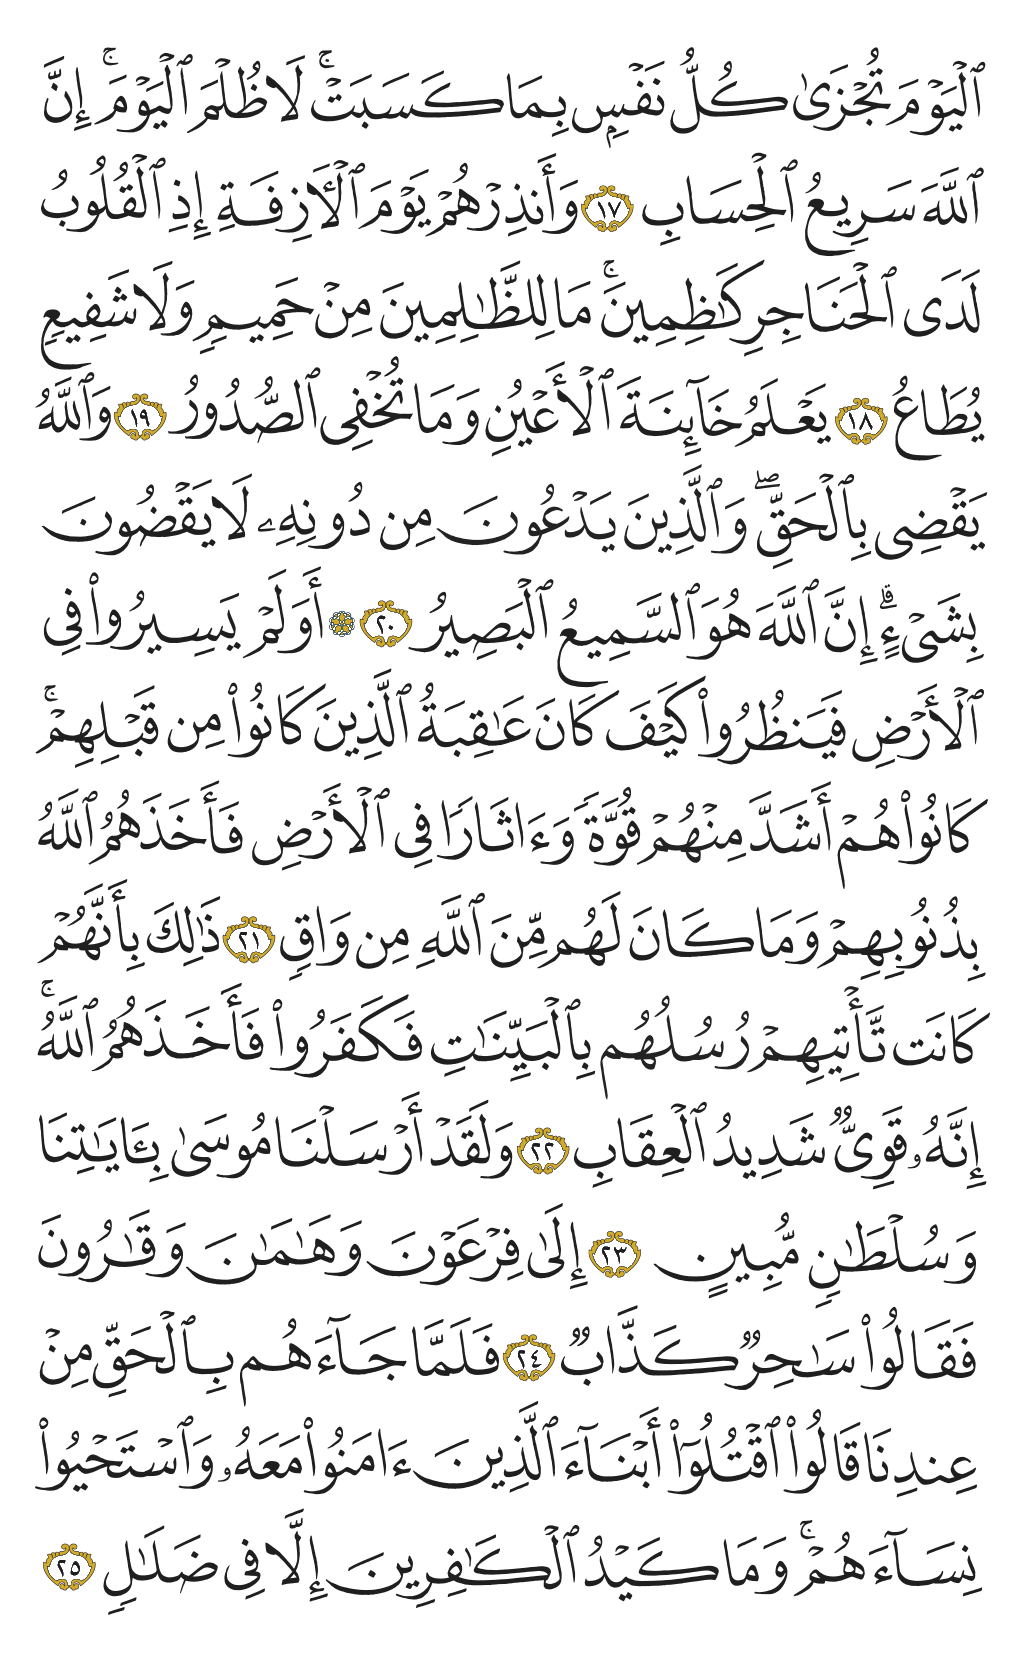 ٱلۡيَوۡمَ تُجۡزَىٰ كُلُّ نَفۡسِۭ بِمَا كَسَبَتۡۚ لَا ظُلۡمَ ٱلۡيَوۡمَۚ إِنَّ
ٱللَّهَ سَرِيعُ ٱلۡحِسَابِ ١٧ وَأَنذِرۡهُمۡ يَوۡمَ ٱلۡأٓزِفَةِ إِذِ ٱلۡقُلُوبُ
لَدَى ٱلۡحَنَاجِرِ كَٰظِمِينَۚ مَا لِلظَّٰلِمِينَ مِنۡ حَمِيمٖ وَلَا شَفِيعٖ
يُطَاعُ ١٨ يَعۡلَمُ خَآئِنَةَ ٱلۡأَعۡيُنِ وَمَا تُخۡفِي ٱلصُّدُورُ ١٩ وَٱللَّهُ
يَقۡضِي بِٱلۡحَقِّۖ وَٱلَّذِينَ يَدۡعُونَ مِن دُونِهِۦ لَا يَقۡضُونَ
بِشَيۡءٍۗ إِنَّ ٱللَّهَ هُوَ ٱلسَّمِيعُ ٱلۡبَصِيرُ ٢٠ ۞ أَوَلَمۡ يَسِيرُواْ فِي
ٱلۡأَرۡضِ فَيَنظُرُواْ كَيۡفَ كَانَ عَٰقِبَةُ ٱلَّذِينَ كَانُواْ مِن قَبۡلِهِمۡۚ
كَانُواْ هُمۡ أَشَدَّ مِنۡهُمۡ قُوَّةٗ وَءَاثَارٗا فِي ٱلۡأَرۡضِ فَأَخَذَهُمُ ٱللَّهُ
بِذُنُوبِهِمۡ وَمَا كَانَ لَهُم مِّنَ ٱللَّهِ مِن وَاقٖ ٢١ ذَٰلِكَ بِأَنَّهُمۡ
كَانَت تَّأۡتِيهِمۡ رُسُلُهُم بِٱلۡبَيِّنَٰتِ فَكَفَرُواْ فَأَخَذَهُمُ ٱللَّهُۚ
إِنَّهُۥ قَوِيّٞ شَدِيدُ ٱلۡعِقَابِ ٢٢ وَلَقَدۡ أَرۡسَلۡنَا مُوسَىٰ بِـَٔايَٰتِنَا
وَسُلۡطَٰنٖ مُّبِينٍ ٢٣ إِلَىٰ فِرۡعَوۡنَ وَهَٰمَٰنَ وَقَٰرُونَ
فَقَالُواْ سَٰحِرٞ كَذَّابٞ ٢٤ فَلَمَّا جَآءَهُم بِٱلۡحَقِّ مِنۡ
عِندِنَا قَالُواْ ٱقۡتُلُوٓاْ أَبۡنَآءَ ٱلَّذِينَ ءَامَنُواْ مَعَهُۥ وَٱسۡتَحۡيُواْ
نِسَآءَهُمۡۚ وَمَا كَيۡدُ ٱلۡكَٰفِرِينَ إِلَّا فِي ضَلَٰلٖ ٢٥